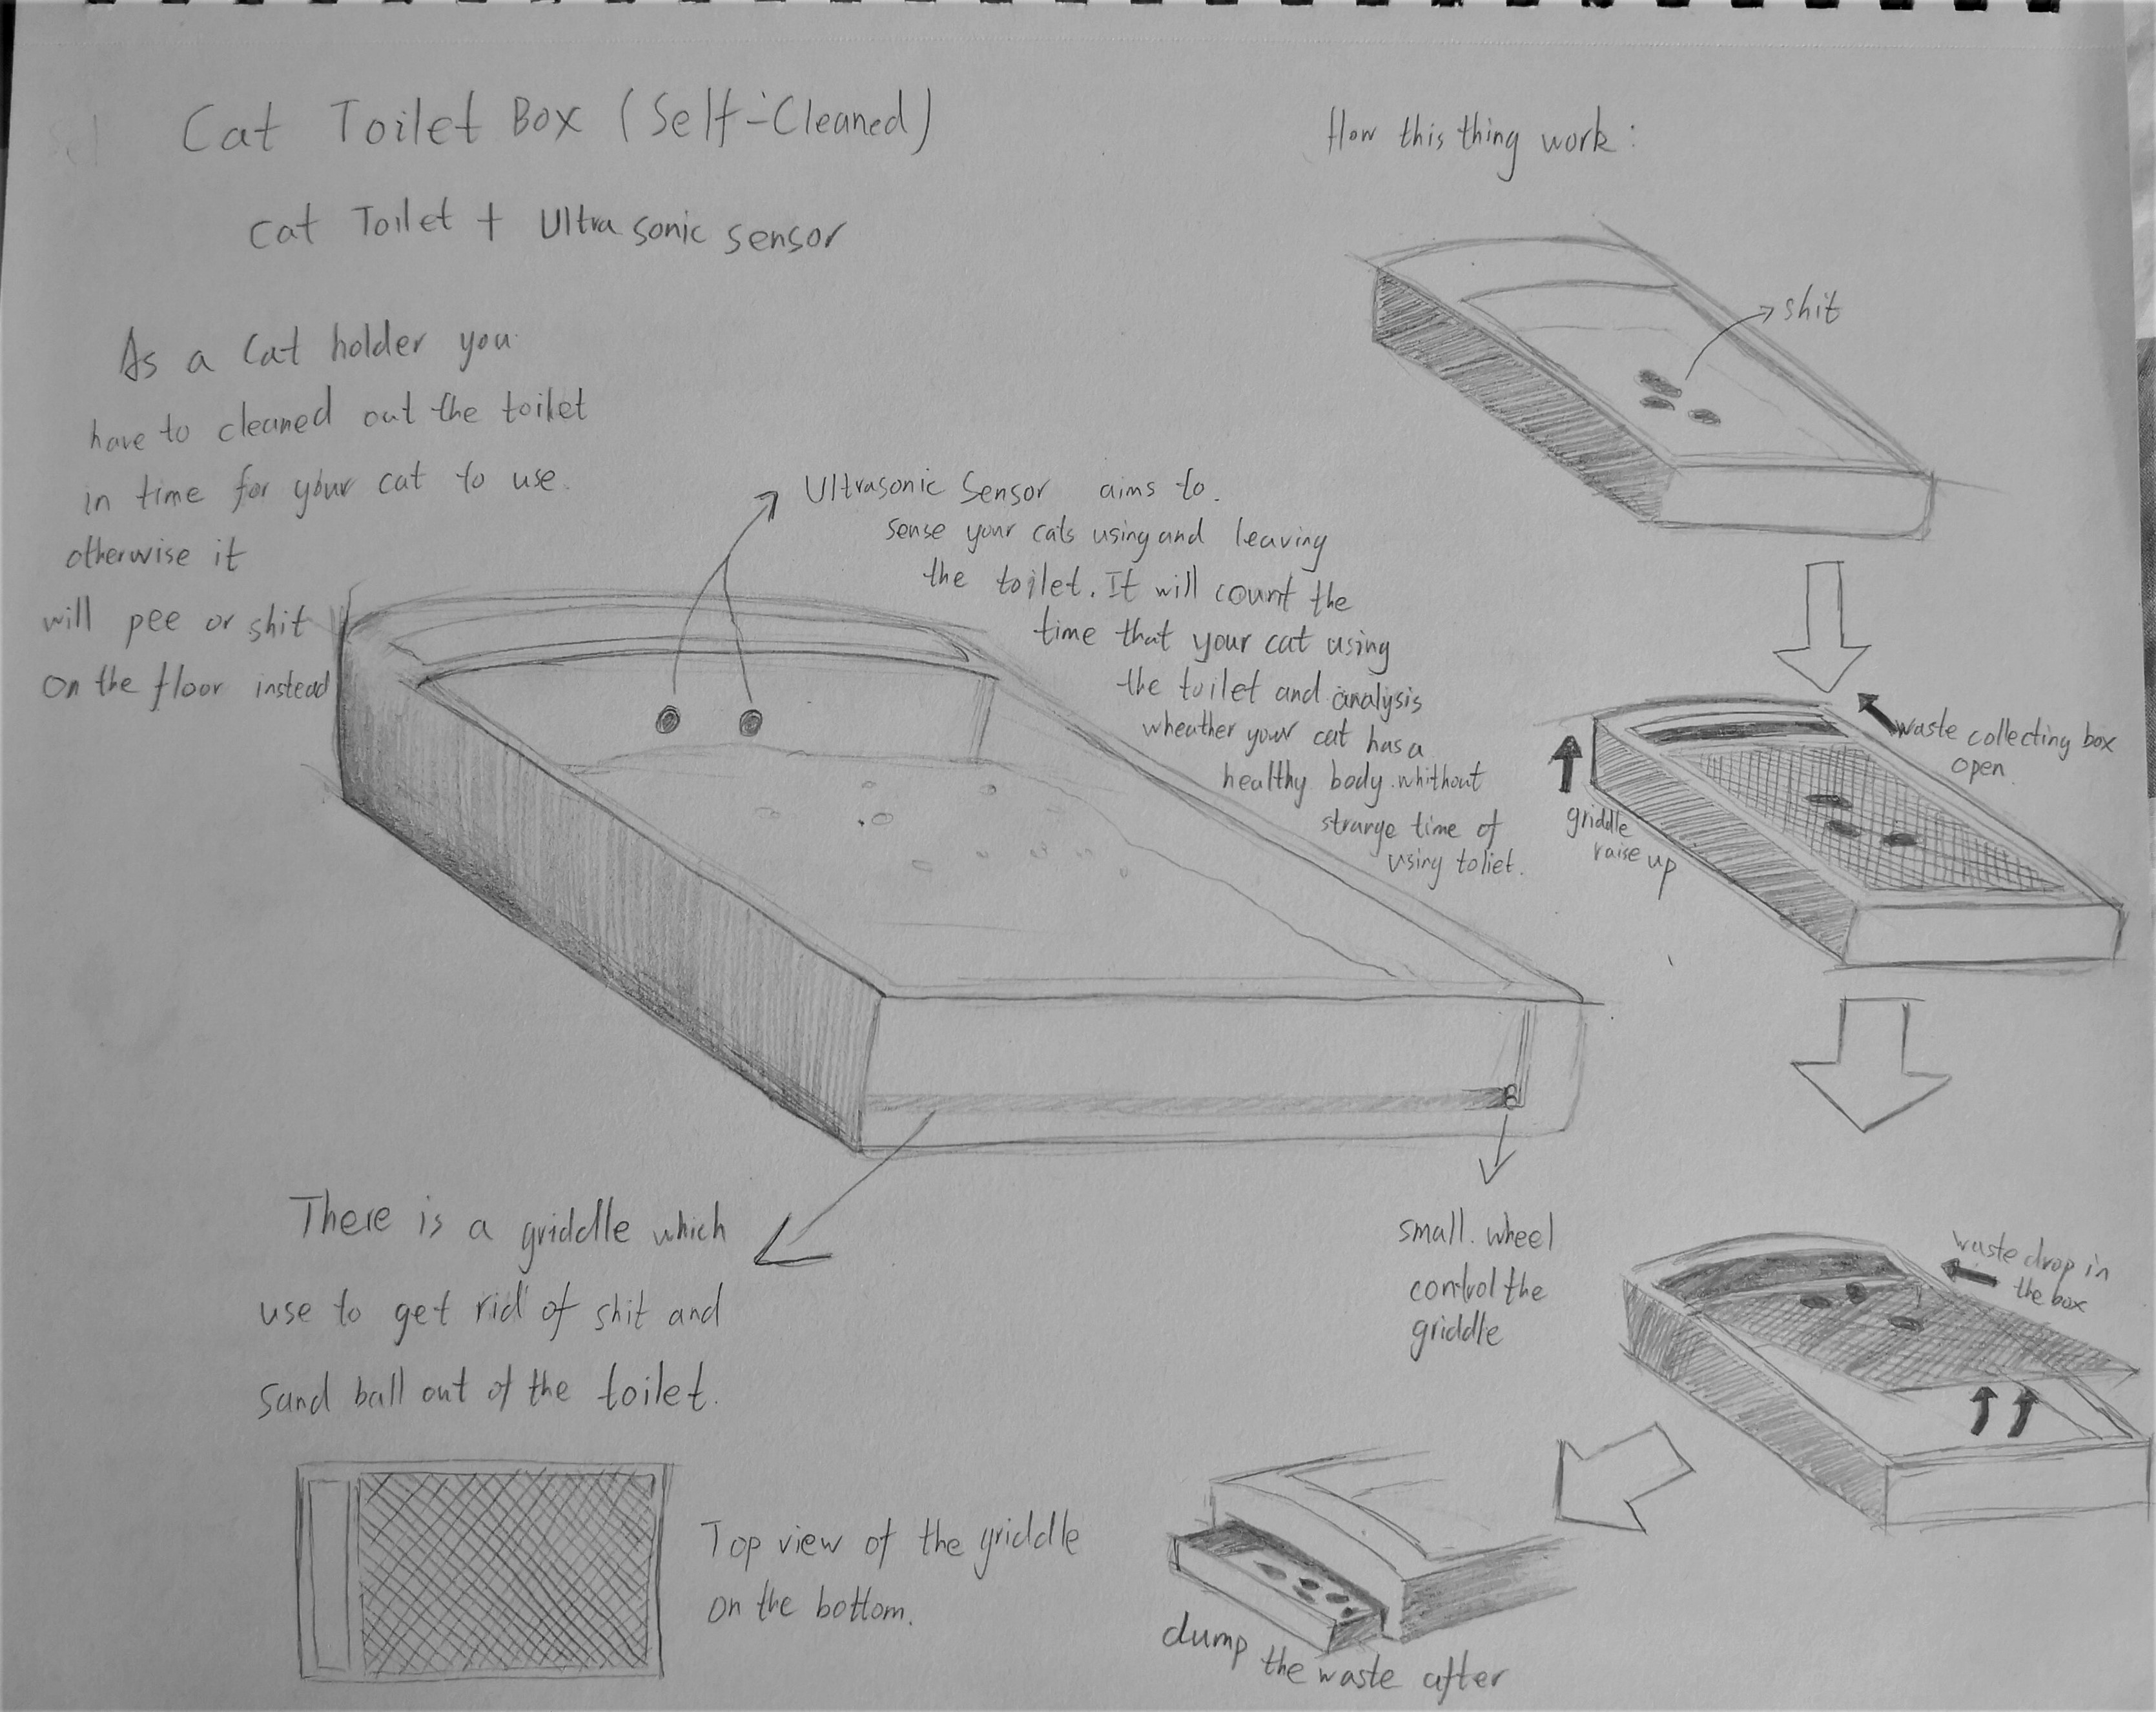 Cat Toilet Box (Self-Cleaned)
Cat Toilet + Ultra sonic sensor
As a Cat holder you
have to cleaned out the toilet
in time for your cat to use.
otherwise it
will pee or shit
on the floor instead
Ultrasonic Sensor aims to.
sense your cats using and leaving
the toilet. It will count the
time that your cat using
the toilet and analysis
wheather your cat has a
healthy body whithout
strange time of
using toliet.
There is a griddle which
use to get rid of shit and
sand ball out of the toilet.
small wheel
control the
griddle
Top view of the griddle
on the bottom.
How this thing work:
shit
waste collecting box
open
griddle
raise up
waste drop in
the box
dump the waste after